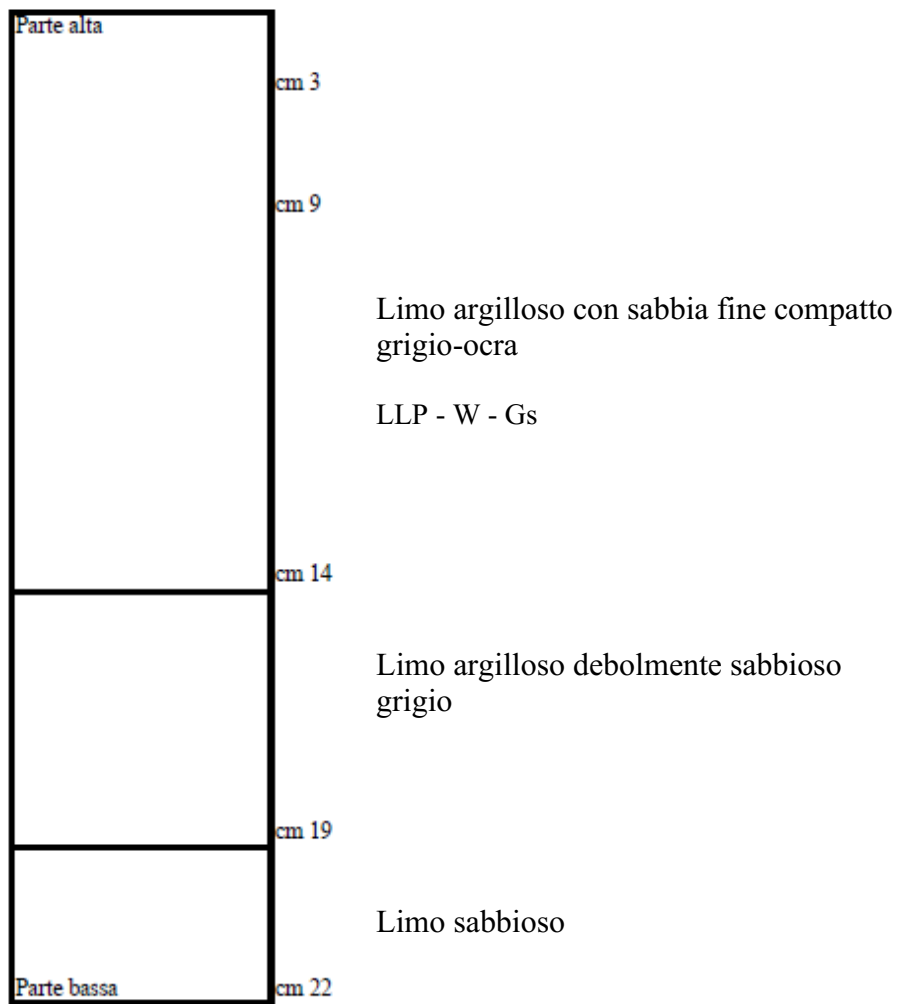 Parte alta
cm 3
cm 9
Limo argilloso con sabbia fine compatto
grigio-ocra
LLP - W - Gs
cm 14
Limo argilloso debolmente sabbioso
grigio
cm 19
Limo sabbioso
Parte bassa
cm 22